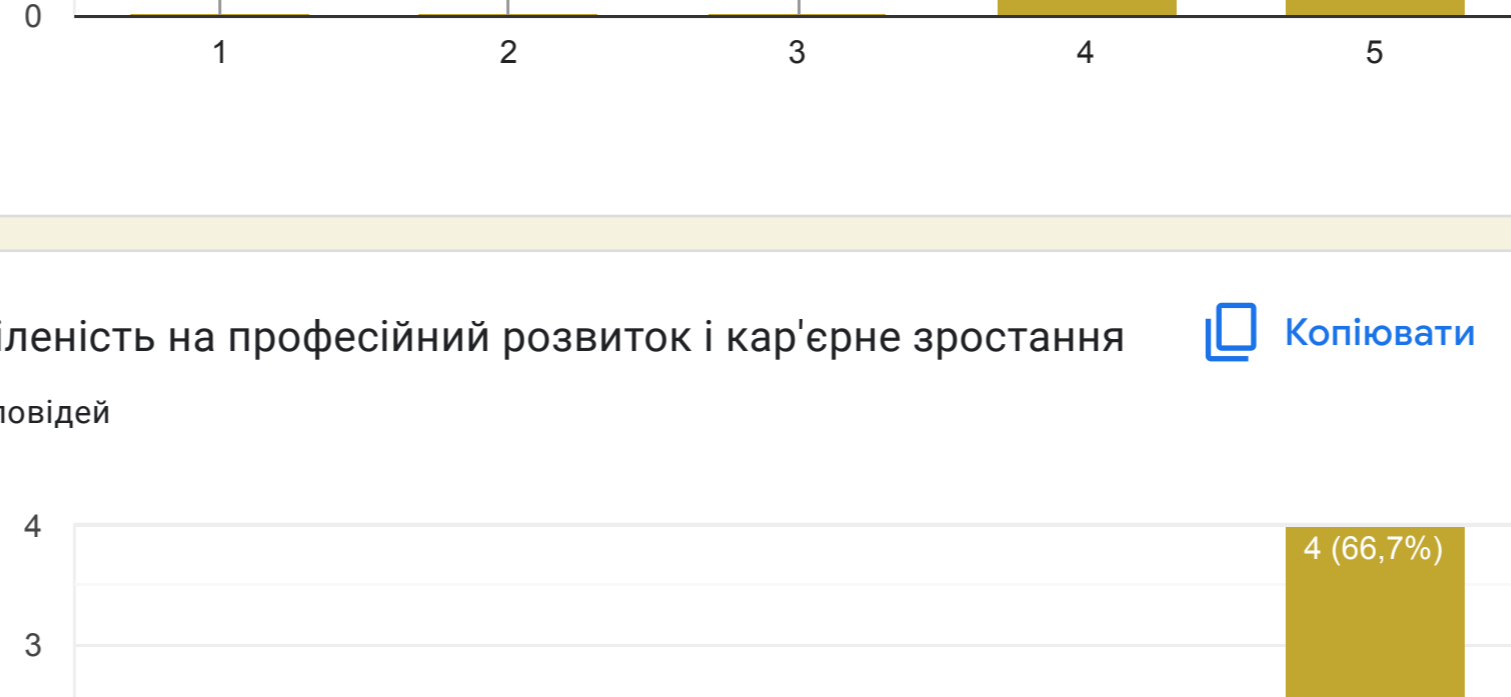 0
1 2 3 4 5
іленість на професійний розвиток і кар'єрне зростання
Копіювати
повідей
4
4 (66,7%)
3